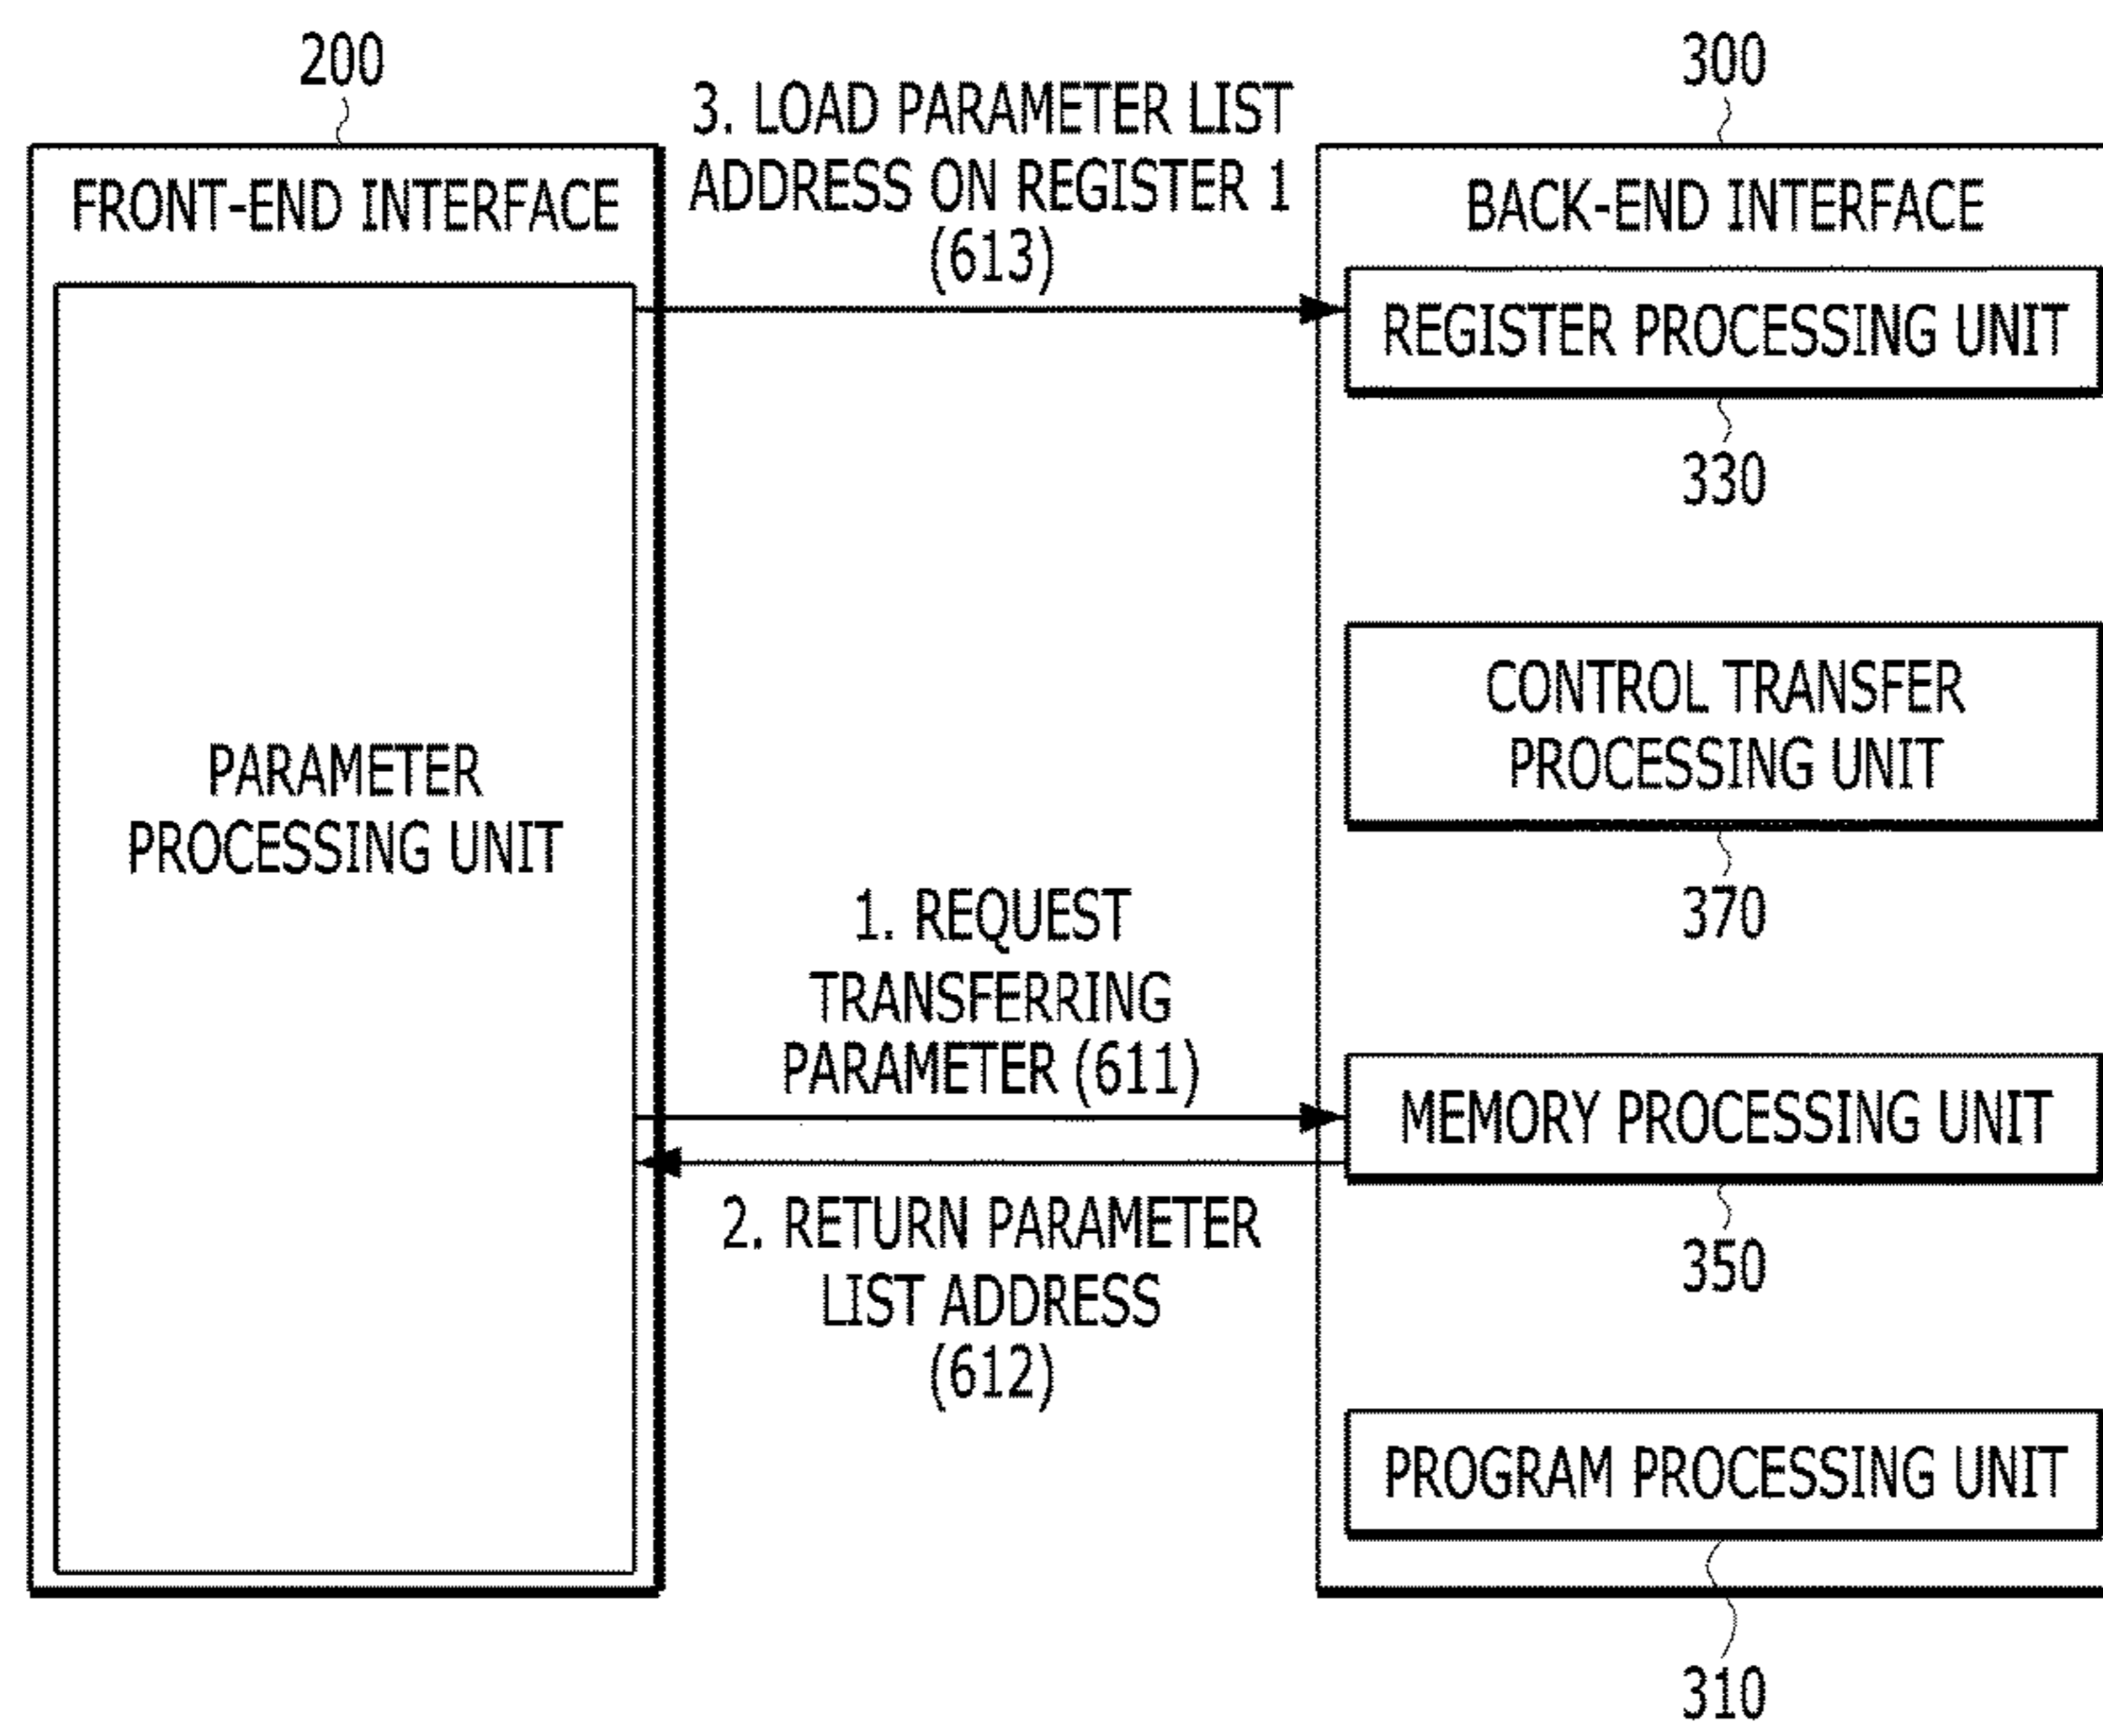 200
300
3. LOAD PARAMETER LIST
ADDRESS ON REGISTER 1
(613)
FRONT-END INTERFACE
BACK-END INTERFACE
REGISTER PROCESSING UNIT
330
CONTROL TRANSFER
PROCESSING UNIT
370
PARAMETER
PROCESSING UNIT
1. REQUEST
TRANSFERRING
PARAMETER (611)
MEMORY PROCESSING UNIT
350
2. RETURN PARAMETER
LIST ADDRESS
(612)
PROGRAM PROCESSING UNIT
310